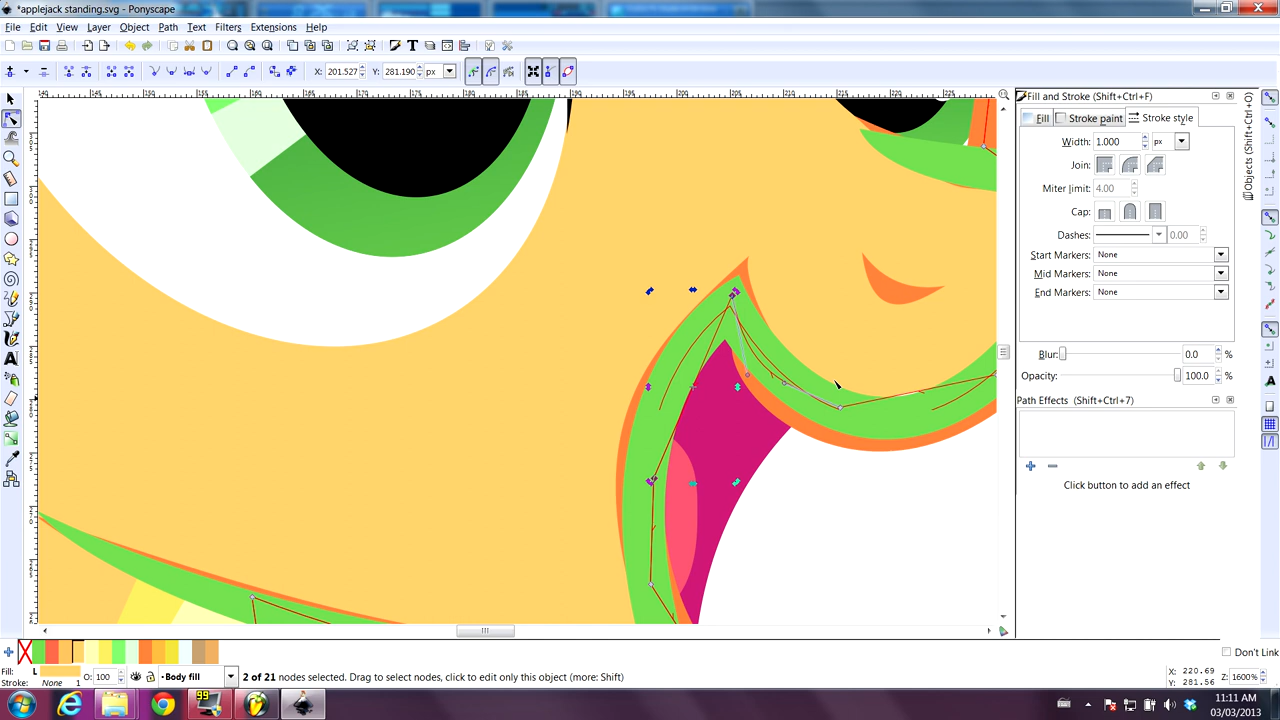 *applejack standing.svg - Ponyscape
File Edit View Layer Object Path Text Filters Extensions Help
X: 201.527 Y: 281.190 px
Fill and Stroke (Shift+Ctrl+F)
Fill Stroke paint Stroke style
Width: 1.000 px
Join:
Miter limit: 4.00
Cap:
Dashes: 0.00
Start Markers: None
Mid Markers: None
End Markers: None
Blur: 0.0 %
Opacity: 100.0 %
Path Effects (Shift+Ctrl+7)
Click button to add an effect
Objects (Shift+Ctrl+O)
Don't Link
Fill: L O: 100 Body fill 2 of 21 nodes selected. Drag to select nodes, click to edit only this object (more: Shift) X: 220.69 Z: 1600%
Stroke: None 1 Y: 281.56
99
11:11 AM
03/03/2013